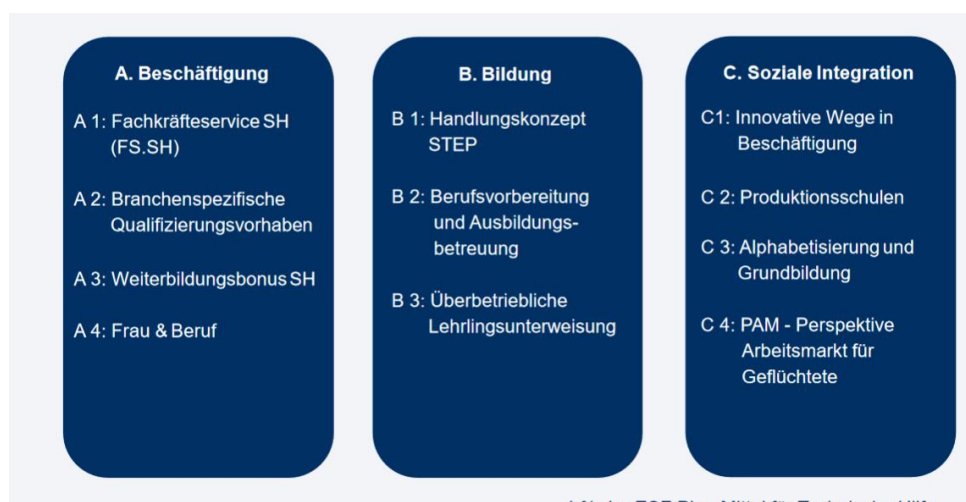 A. Beschäftigung
A 1: Fachkräfteservice SH
(FS.SH)
A 2: Branchenspezifische
Qualifizierungsvorhaben
A 3: Weiterbildungsbonus SH
A 4: Frau & Beruf
B. Bildung
B 1: Handlungskonzept
STEP
B 2: Berufsvorbereitung
und Ausbildungs-
betreuung
B 3: Überbetriebliche
Lehrlingsunterweisung
C. Soziale Integration
C1: Innovative Wege in
Beschäftigung
C 2: Produktionsschulen
C 3: Alphabetisierung und
Grundbildung
C 4: PAM - Perspektive
Arbeitsmarkt für
Geflüchtete